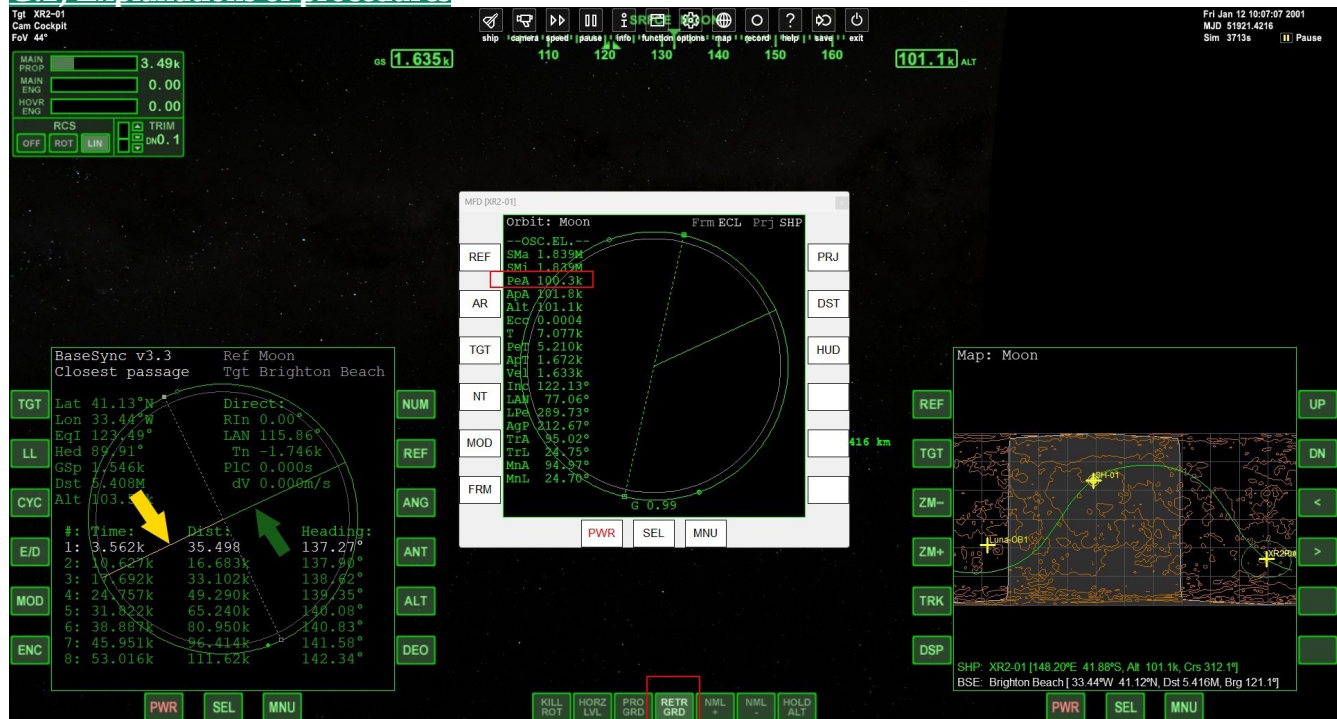 Tgt XR2-01
Cam Cockpit
FoV 44°
ship camera speed pause info function options map record help save exit
Fri Jan 12 10:07:07 2001
MJD 51921.4216
Sim 3713s Pause
GS 1.635k
110 120 130 140 150 160
101.1k ALT
MAIN PROP 3.49k
MAIN ENG 0.00
HOVR ENG 0.00
RCS TRIM
OFF ROT LIN DN0.1
MFD [XR2-01]
Orbit: Moon Frm ECL Prj SHP
--OSC.EL.--
SMa 1.839M
SMi 1.839M
PeA 100.3k
ApA 101.8k
Alt 101.1k
Ecc 0.0004
T 7.077k
PeT 5.210k
ApT 1.672k
Vel 1.633k
Inc 122.13°
LAN 77.06°
LPe 289.73°
AgP 212.67°
TrA 95.02°
TrL 24.75°
MnA 94.97°
MnL 24.70°
G 0.99
REF
AR
TGT
NT
MOD
FRM
PRJ
DST
HUD
PWR SEL MNU
416 km
BaseSync v3.3 Ref Moon
Closest passage Tgt Brighton Beach
Lat 41.13°N Direct:
Lon 33.44°W RIn 0.00°
EqI 123.49° LAN 115.86°
Hed 89.91° Tn -1.746k
GSp 1.546k PlC 0.000s
Dst 5.408M dV 0.000m/s
Alt
#: Time: Dist: Heading:
1: 3.562k 35.498 137.27°
2: 10.627k 16.683k 137.90°
3: 17.692k 33.102k 138.62°
4: 24.757k 49.290k 139.35°
5: 31.822k 65.240k 140.08°
6: 38.887k 80.950k 140.83°
7: 45.951k 96.414k 141.58°
8: 53.016k 111.62k 142.34°
TGT
LL
CYC
E/D
MOD
ENC
NUM
REF
ANG
ANT
ALT
DEO
PWR SEL MNU
KILL ROT HORZ LVL PRO GRD RETR GRD NML + NML - HOLD ALT
Map: Moon
SH-01
Luna-OB1
SHP: XR2-01 [148.20°E 41.88°S, Alt 101.1k, Crs 312.1°]
BSE: Brighton Beach [ 33.44°W 41.12°N, Dst 5.416M, Brg 121.1°]
REF
TGT
ZM-
ZM+
TRK
DSP
UP
DN
<
>
PWR SEL MNU